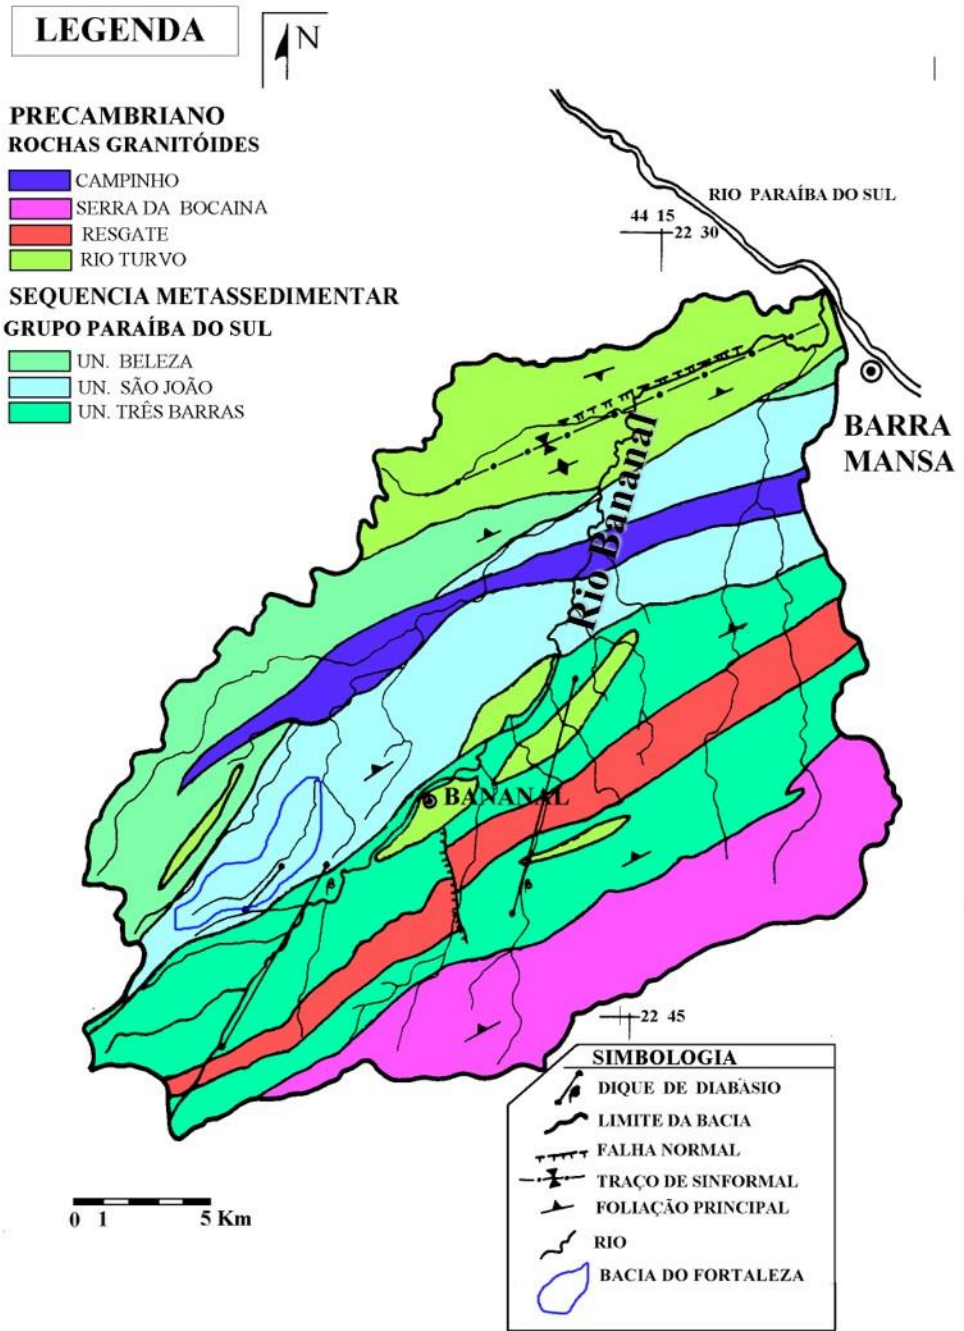 LEGENDA
N
PRECAMBRIANO
ROCHAS GRANITÓIDES
CAMPINHO
SERRA DA BOCAINA
RESGATE
RIO TURVO
SEQUENCIA METASSEDIMENTAR
GRUPO PARAÍBA DO SUL
UN. BELEZA
UN. SÃO JOÃO
UN. TRÊS BARRAS
RIO PARAÍBA DO SUL
44 15
22 30
BARRA
MANSA
Rio Bananal
BANANAL
β
β
22 45
SIMBOLOGIA
β
DIQUE DE DIABÁSIO
LIMITE DA BACIA
FALHA NORMAL
TRAÇO DE SINFORMAL
FOLIAÇÃO PRINCIPAL
RIO
BACIA DO FORTALEZA
0 1 5 Km